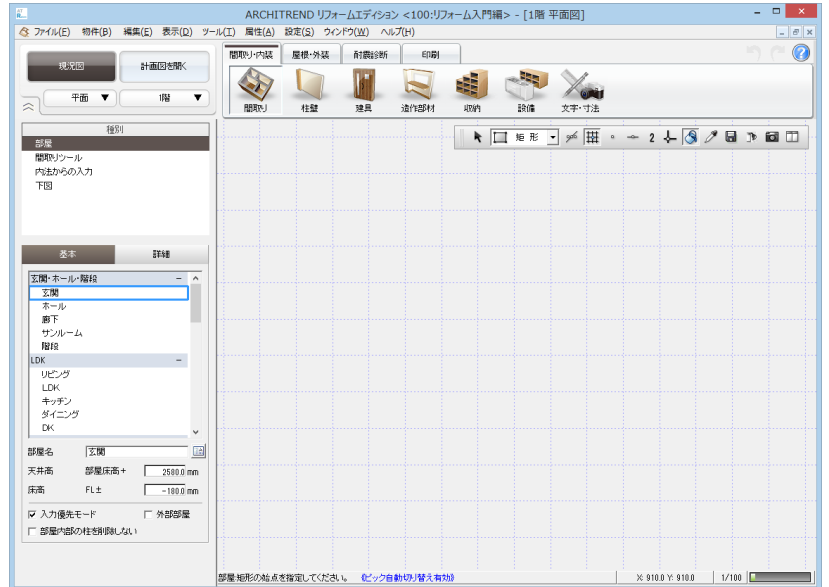 ARCHITREND リフォームエディション <100:リフォーム入門編> - [1階 平面図]
ファイル(F) 物件(B) 編集(E) 表示(D) ツール(T) 属性(A) 設定(S) ウィンドウ(W) ヘルプ(H)
現況図 計画図を開く
平面 ▼ 1階 ▼
間取り・内装 屋根・外装 耐震診断 印刷
間取り 柱壁 建具 造作部材 収納 設備 文字・寸法
種別
部屋
間取りツール
内法からの入力
下図
矩形
2
基本 詳細
玄関・ホール・階段 −
玄関
ホール
廊下
サンルーム
階段
LDK −
リビング
LDK
キッチン
ダイニング
DK
部屋名 玄関
天井高 部屋床高+ 2580.0 mm
床高 FL± -180.0 mm
入力優先モード 外部部屋
部屋内部の柱を削除しない
部屋:矩形の始点を指定してください。 《ピック自動切り替え有効》 X: 910.0 Y: 910.0 1/100